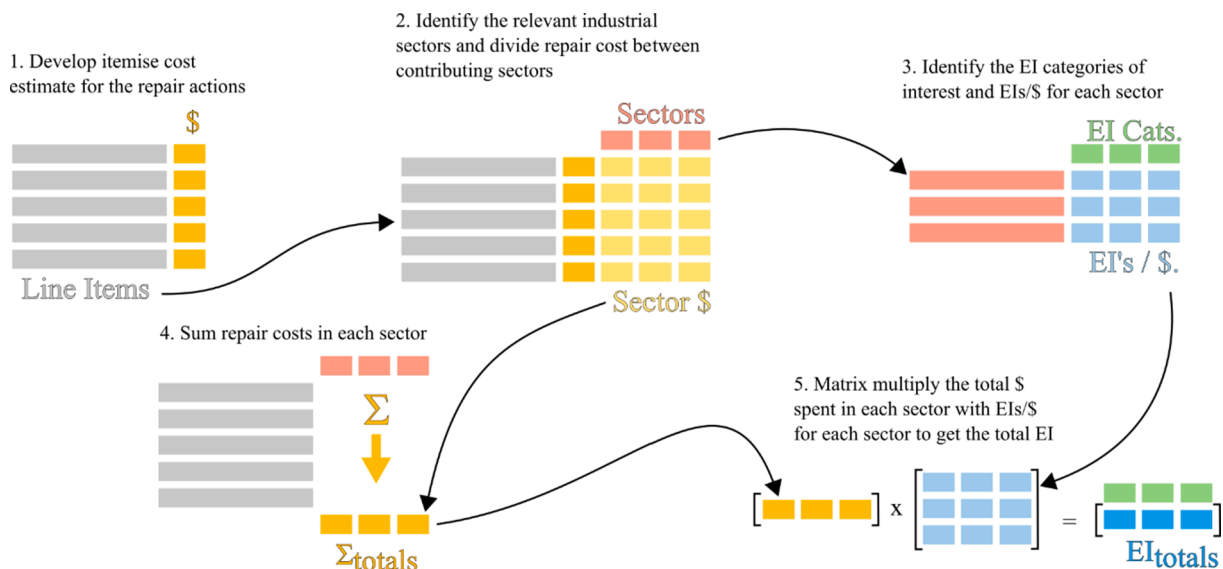 1. Develop itemise cost
estimate for the repair actions
$
Line Items
2. Identify the relevant industrial
sectors and divide repair cost between
contributing sectors
Sectors
Sector $
3. Identify the EI categories of
interest and EIs/$ for each sector
EI Cats.
EI's / $.
4. Sum repair costs in each sector
Σ
Σtotals
5. Matrix multiply the total $
spent in each sector with EIs/$
for each sector to get the total EI
[ ] x [ ] = [ ]
EItotals